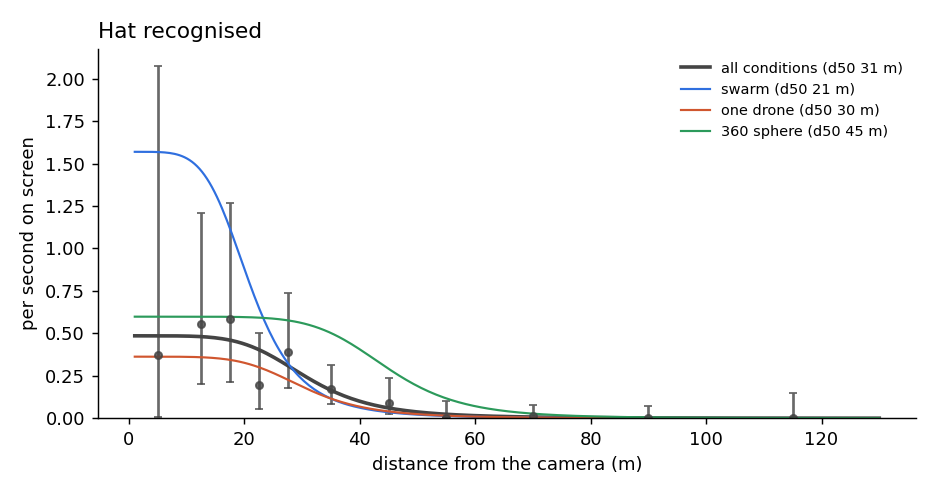 Hat recognised
all conditions (d50 31 m)
swarm (d50 21 m)
one drone (d50 30 m)
360 sphere (d50 45 m)
per second on screen
2.00
1.75
1.50
1.25
1.00
0.75
0.50
0.25
0.00
0 20 40 60 80 100 120
distance from the camera (m)